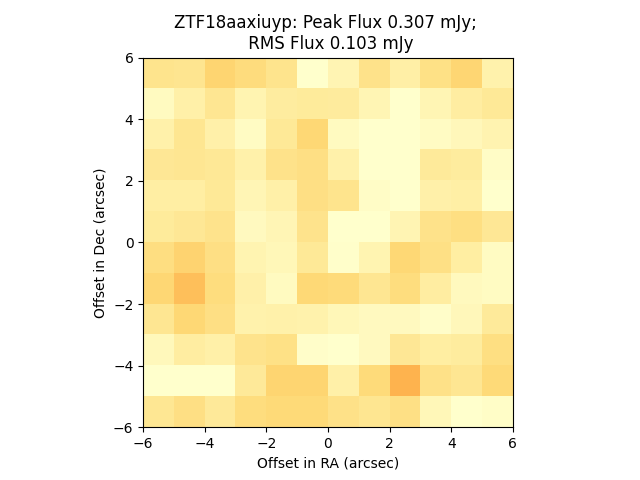 ZTF18aaxiuyp: Peak Flux 0.307 mJy;
RMS Flux 0.103 mJy
6
4
2
0
−2
−4
−6
Offset in Dec (arcsec)
−6 −4 −2 0 2 4 6
Offset in RA (arcsec)